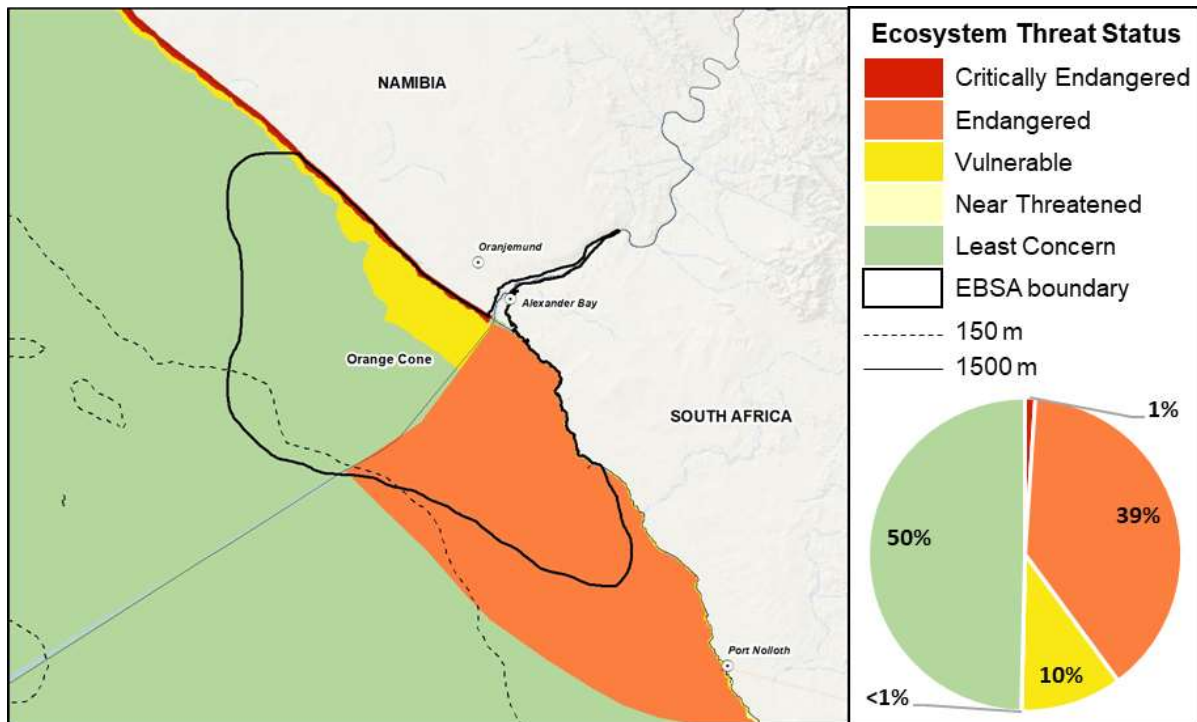 NAMIBIA
Oranjemund
Alexander Bay
Orange Cone
SOUTH AFRICA
Port Nolloth
Ecosystem Threat Status
Critically Endangered
Endangered
Vulnerable
Near Threatened
Least Concern
EBSA boundary
150 m
1500 m
1%
39%
50%
10%
<1%